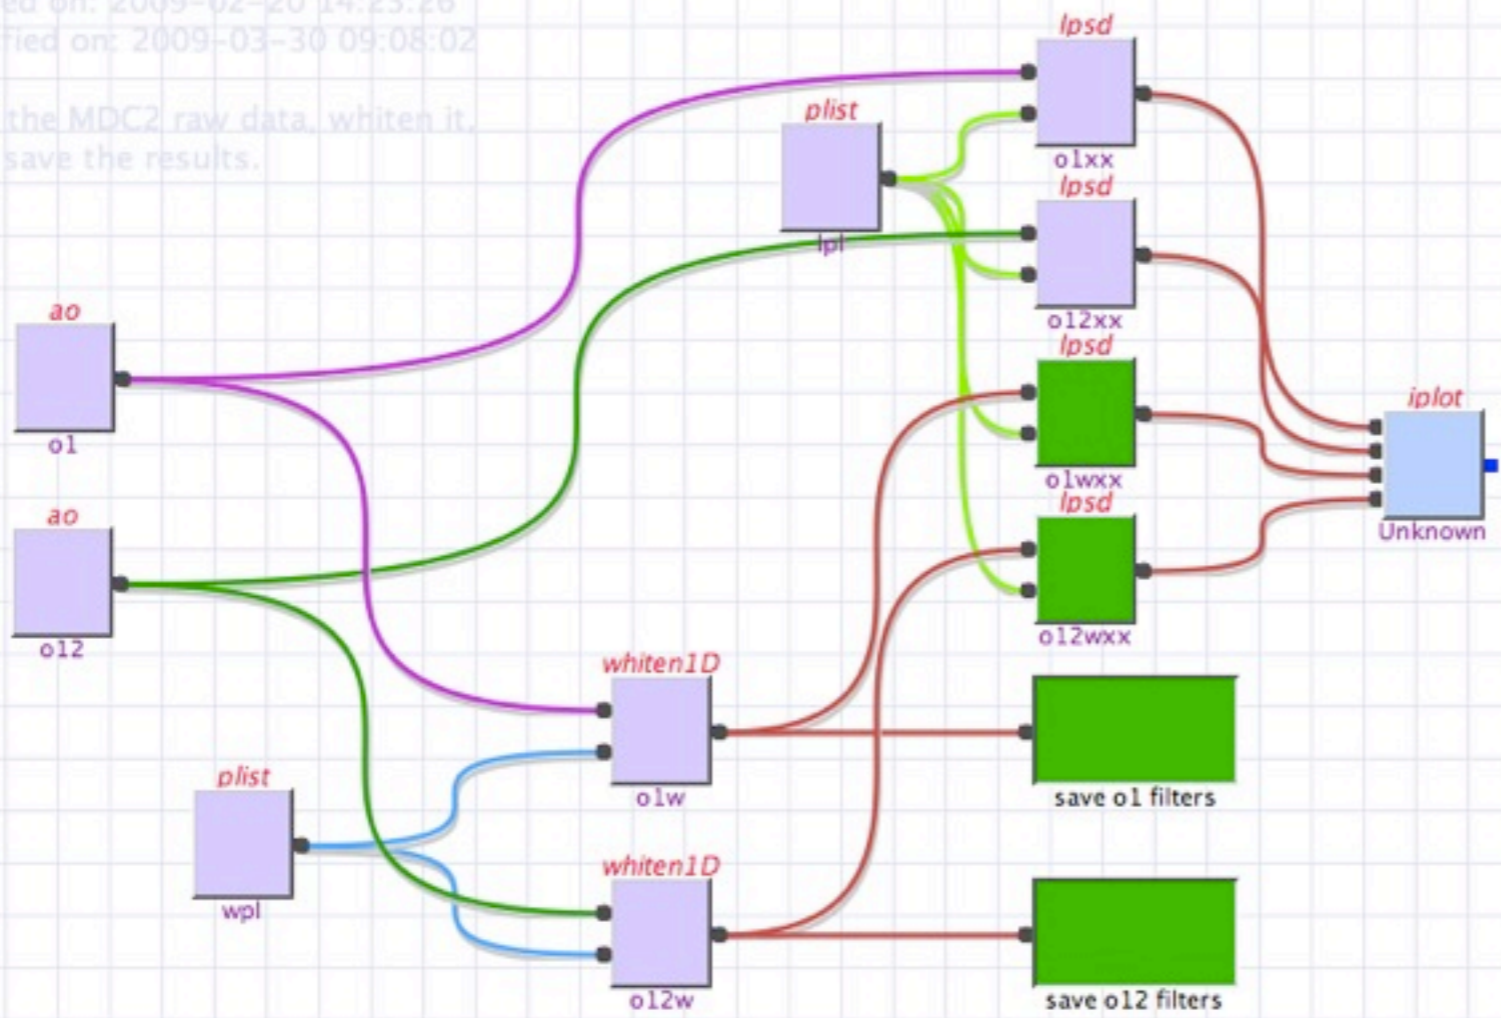 ed on: 2009-02-20 14:23:26
fied on: 2009-03-30 09:08:02
the MDC2 raw data, whiten it,
save the results.
lpsd
o1xx
plist
lpl
lpsd
o12xx
ao
o1
lpsd
o1wxx
iplot
Unknown
ao
o12
lpsd
o12wxx
whiten1D
o1w
save o1 filters
plist
wpl
whiten1D
o12w
save o12 filters